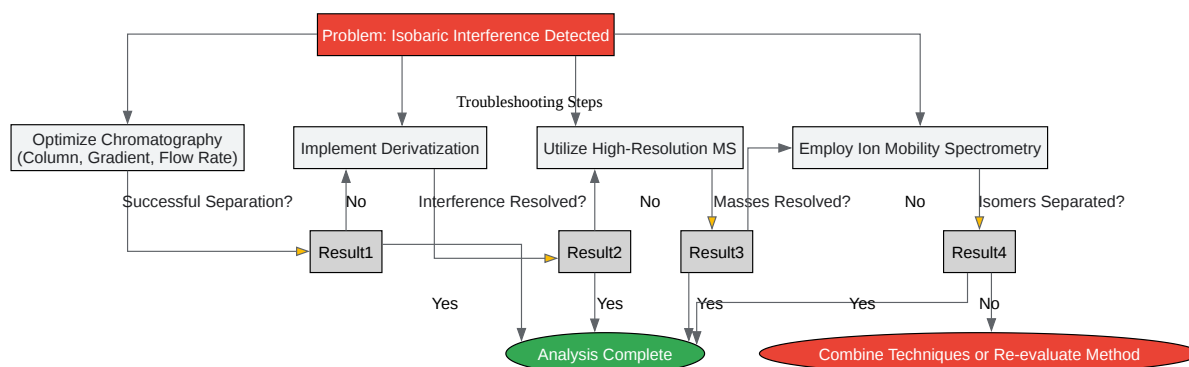 Problem: Isobaric Interference Detected
Troubleshooting Steps
Optimize Chromatography
(Column, Gradient, Flow Rate)
Implement Derivatization
Utilize High-Resolution MS
Employ Ion Mobility Spectrometry
Successful Separation?
No
Interference Resolved?
No
Masses Resolved?
No
Isomers Separated?
Result1
Result2
Result3
Result4
Yes
Yes
Yes
Yes
No
Analysis Complete
Combine Techniques or Re-evaluate Method